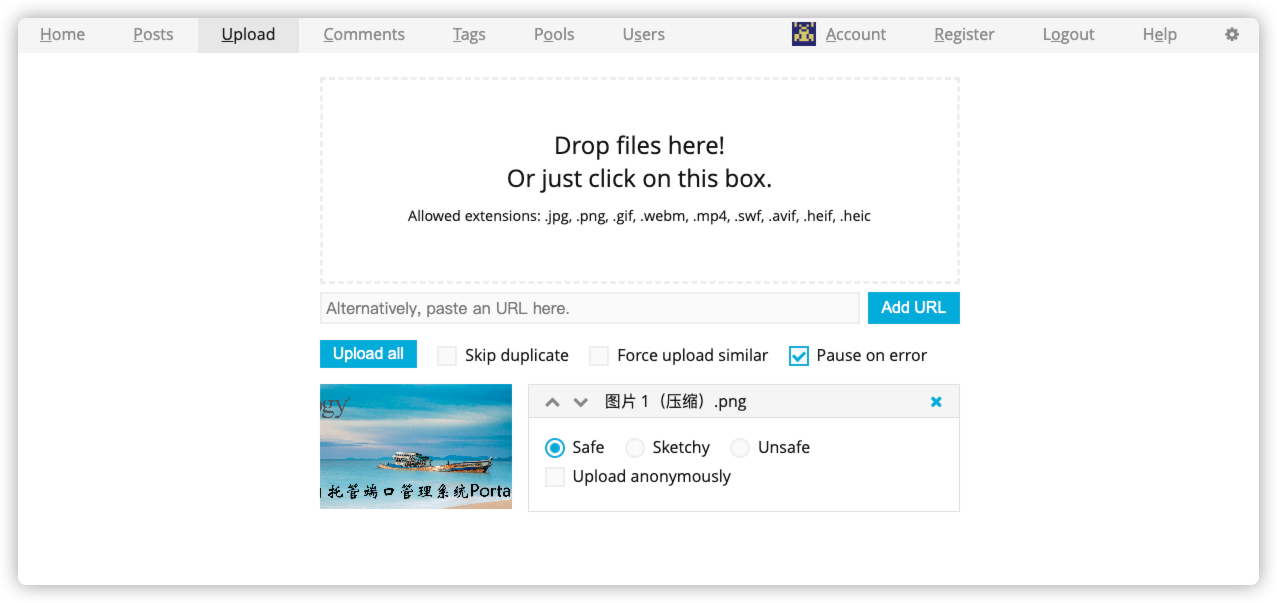 Home Posts Upload Comments Tags Pools Users Account Register Logout Help
Drop files here!
Or just click on this box.
Allowed extensions: .jpg, .png, .gif, .webm, .mp4, .swf, .avif, .heif, .heic
Alternatively, paste an URL here. Add URL
Upload all Skip duplicate Force upload similar Pause on error
图片 1（压缩）.png
Safe Sketchy Unsafe
Upload anonymously
ogy
托管端口管理系统Porta